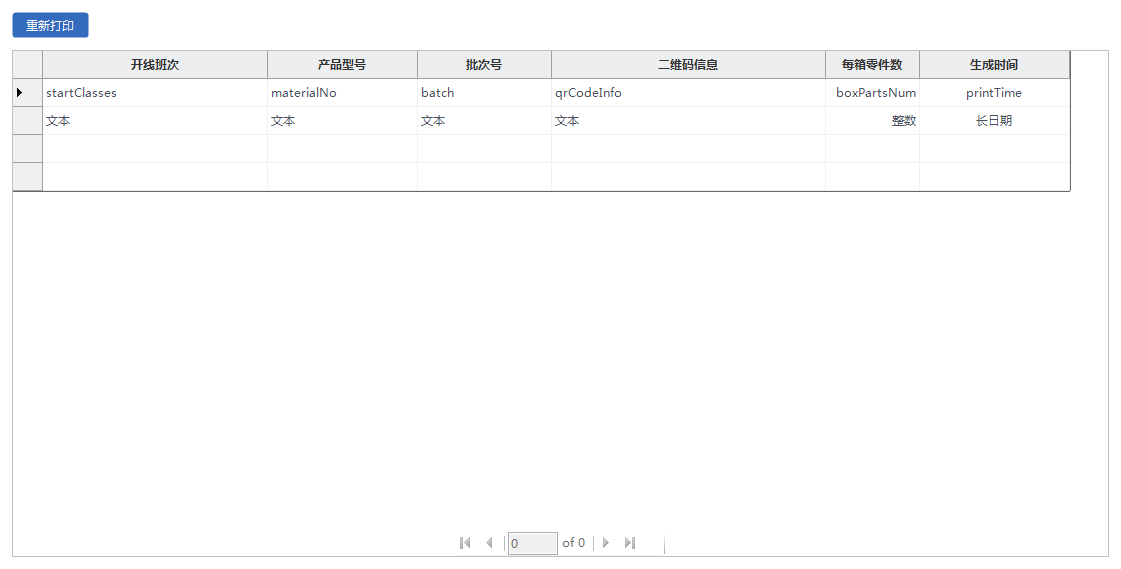 重新打印
开线班次 产品型号 批次号 二维码信息 每箱零件数 生成时间
startClasses materialNo batch qrCodeInfo boxPartsNum printTime
文本 文本 文本 文本 整数 长日期
0 of 0